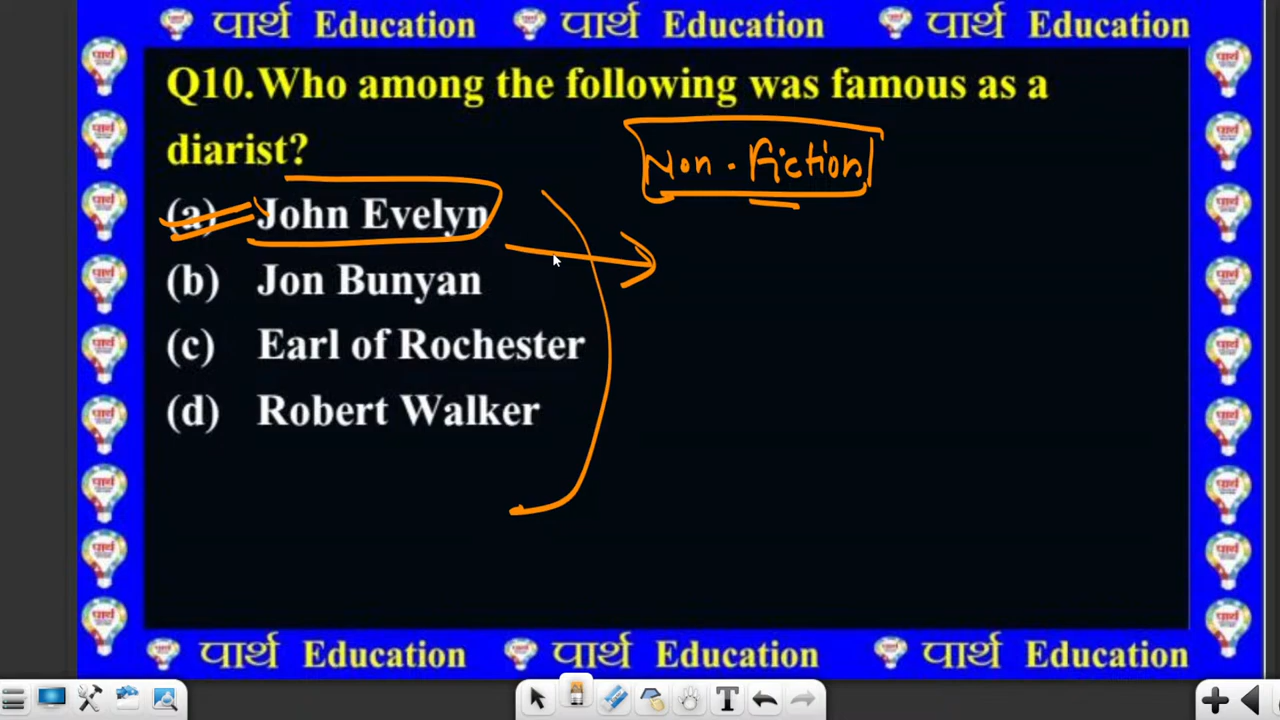 पार्थ Education पार्थ Education पार्थ Education
Q10.Who among the following was famous as a
diarist?
Non - Fiction
(a) John Evelyn
(b) Jon Bunyan
(c) Earl of Rochester
(d) Robert Walker
पार्थ Education पार्थ Education पार्थ Education